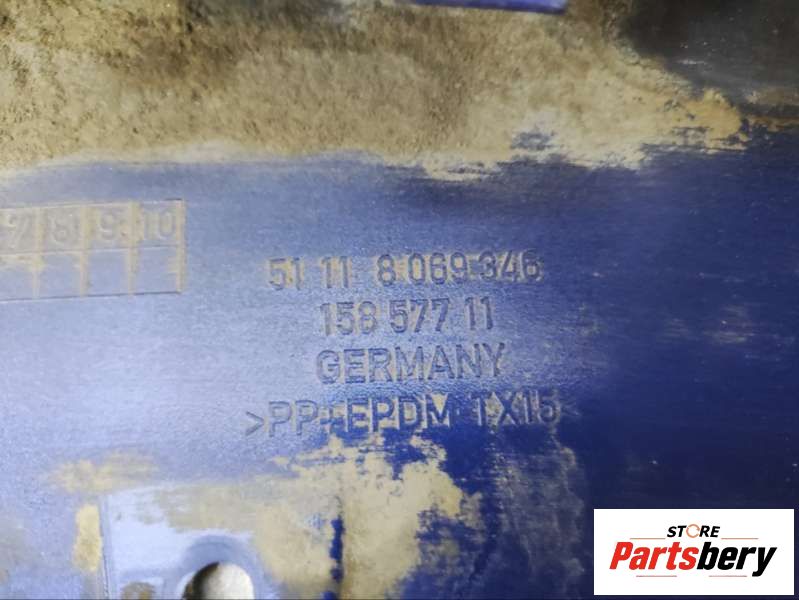 7 8 9 10
51 11 8 069 346
158 577 11
GERMANY
>PP+EPDM TX15
STORE
Partsbery